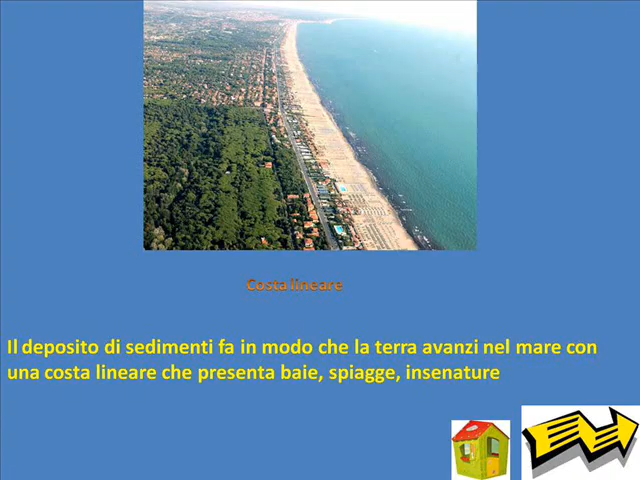 Costa lineare
Il deposito di sedimenti fa in modo che la terra avanzi nel mare con
una costa lineare che presenta baie, spiagge, insenature